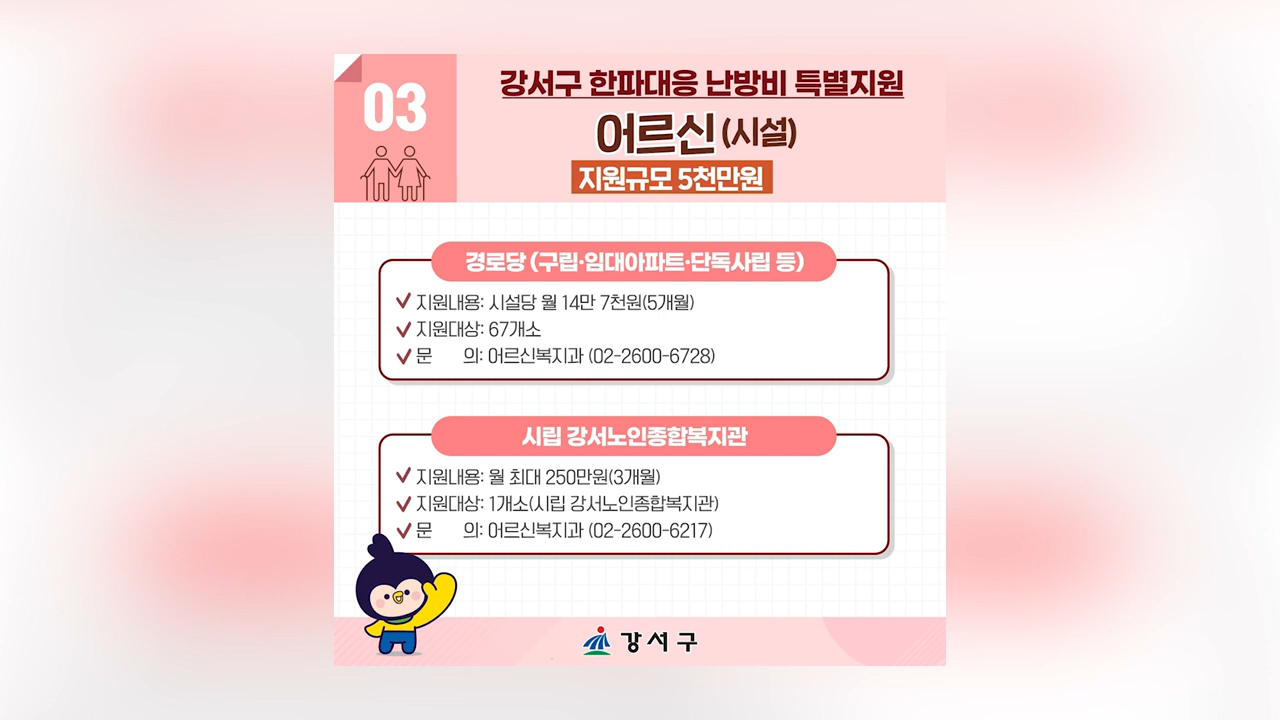 03
강서구 한파대응 난방비 특별지원
어르신 (시설)
지원규모 5천만원
경로당 (구립·임대아파트·단독사립 등)
지원내용: 시설당 월 14만 7천원(5개월)
지원대상: 67개소
문 의: 어르신복지과 (02-2600-6728)
시립 강서노인종합복지관
지원내용: 월 최대 250만원(3개월)
지원대상: 1개소(시립 강서노인종합복지관)
문 의: 어르신복지과 (02-2600-6217)
강서구